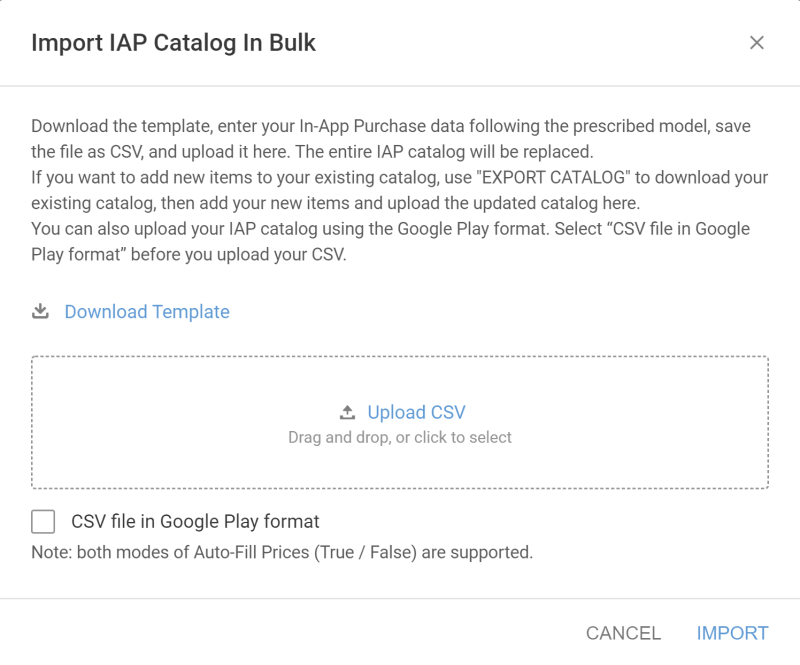 Import IAP Catalog In Bulk
Download the template, enter your In-App Purchase data following the prescribed model, save
the file as CSV, and upload it here. The entire IAP catalog will be replaced.
If you want to add new items to your existing catalog, use "EXPORT CATALOG" to download your
existing catalog, then add your new items and upload the updated catalog here.
You can also upload your IAP catalog using the Google Play format. Select “CSV file in Google
Play format” before you upload your CSV.
Download Template
Upload CSV
Drag and drop, or click to select
CSV file in Google Play format
Note: both modes of Auto-Fill Prices (True / False) are supported.
CANCEL IMPORT